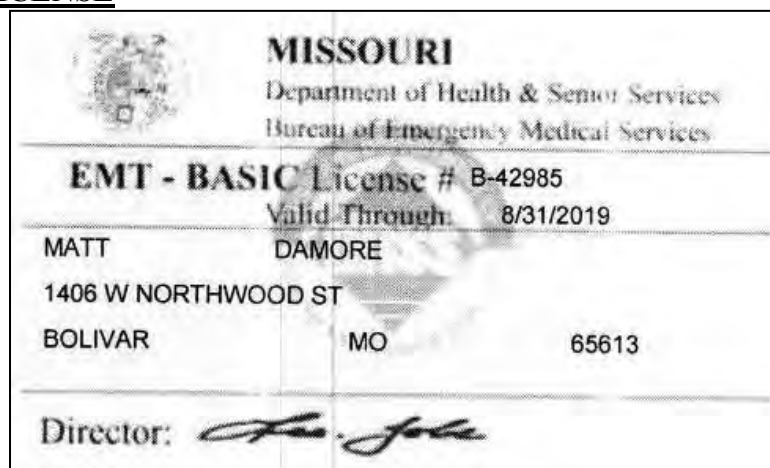 MISSOURI
Department of Health & Senior Services
Bureau of Emergency Medical Services
EMT - BASIC License # B-42985
Valid Through: 8/31/2019
MATT DAMORE
1406 W NORTHWOOD ST
BOLIVAR MO 65613
Director: